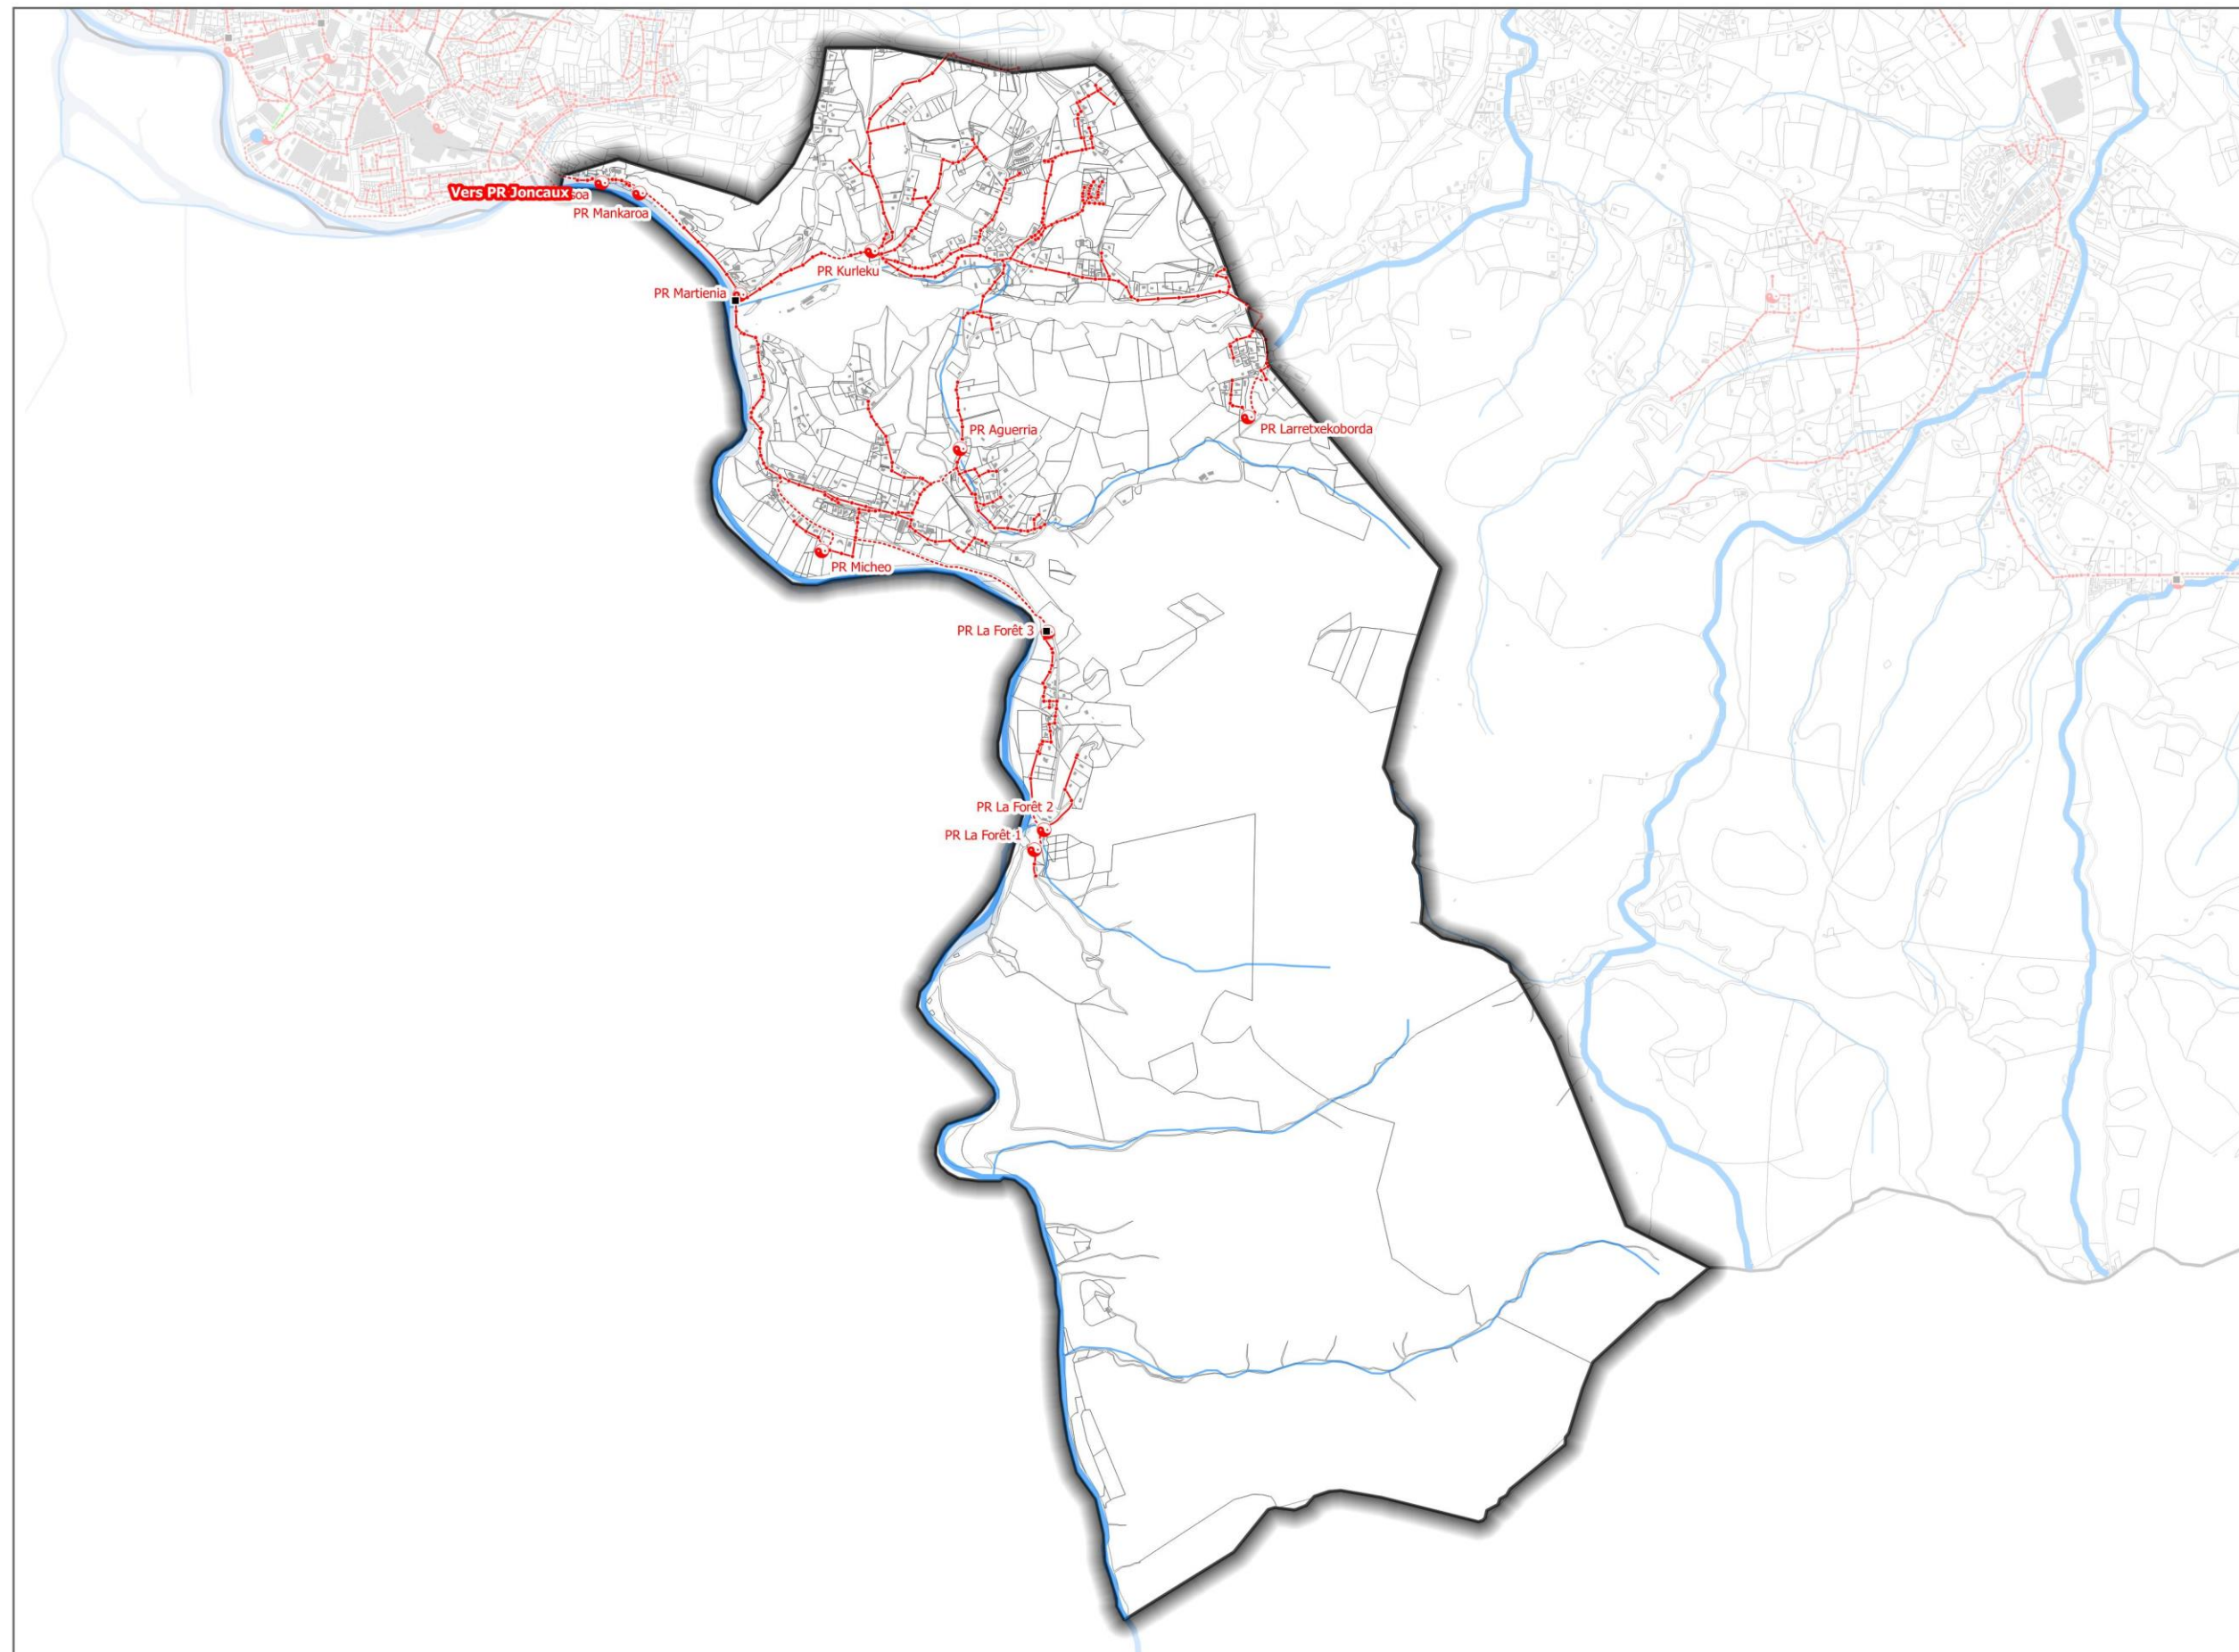 Vers PR Joncaux
soa
PR Mankaroa
PR Kurleku
PR Martienia
PR Aguerria
PR Larretxekoborda
PR Micheo
PR La Forêt 3
PR La Forêt 2
PR La Forêt 1